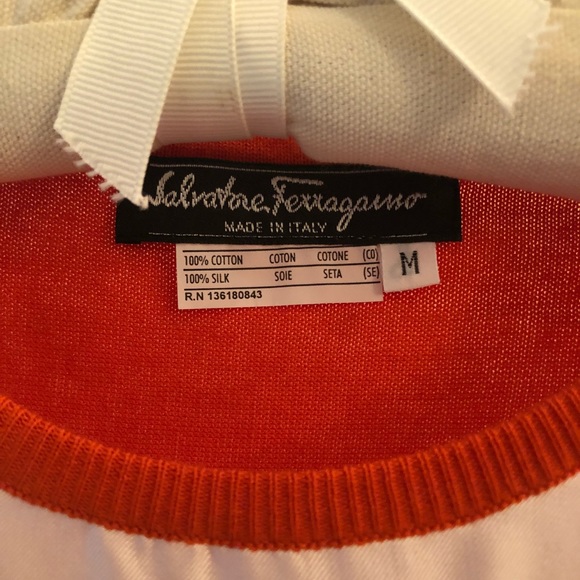 Salvatore Ferragamo
MADE IN ITALY
100% COTTON COTON COTONE (CO)
100% SILK SOIE SETA (SE)
R.N 136180843
M